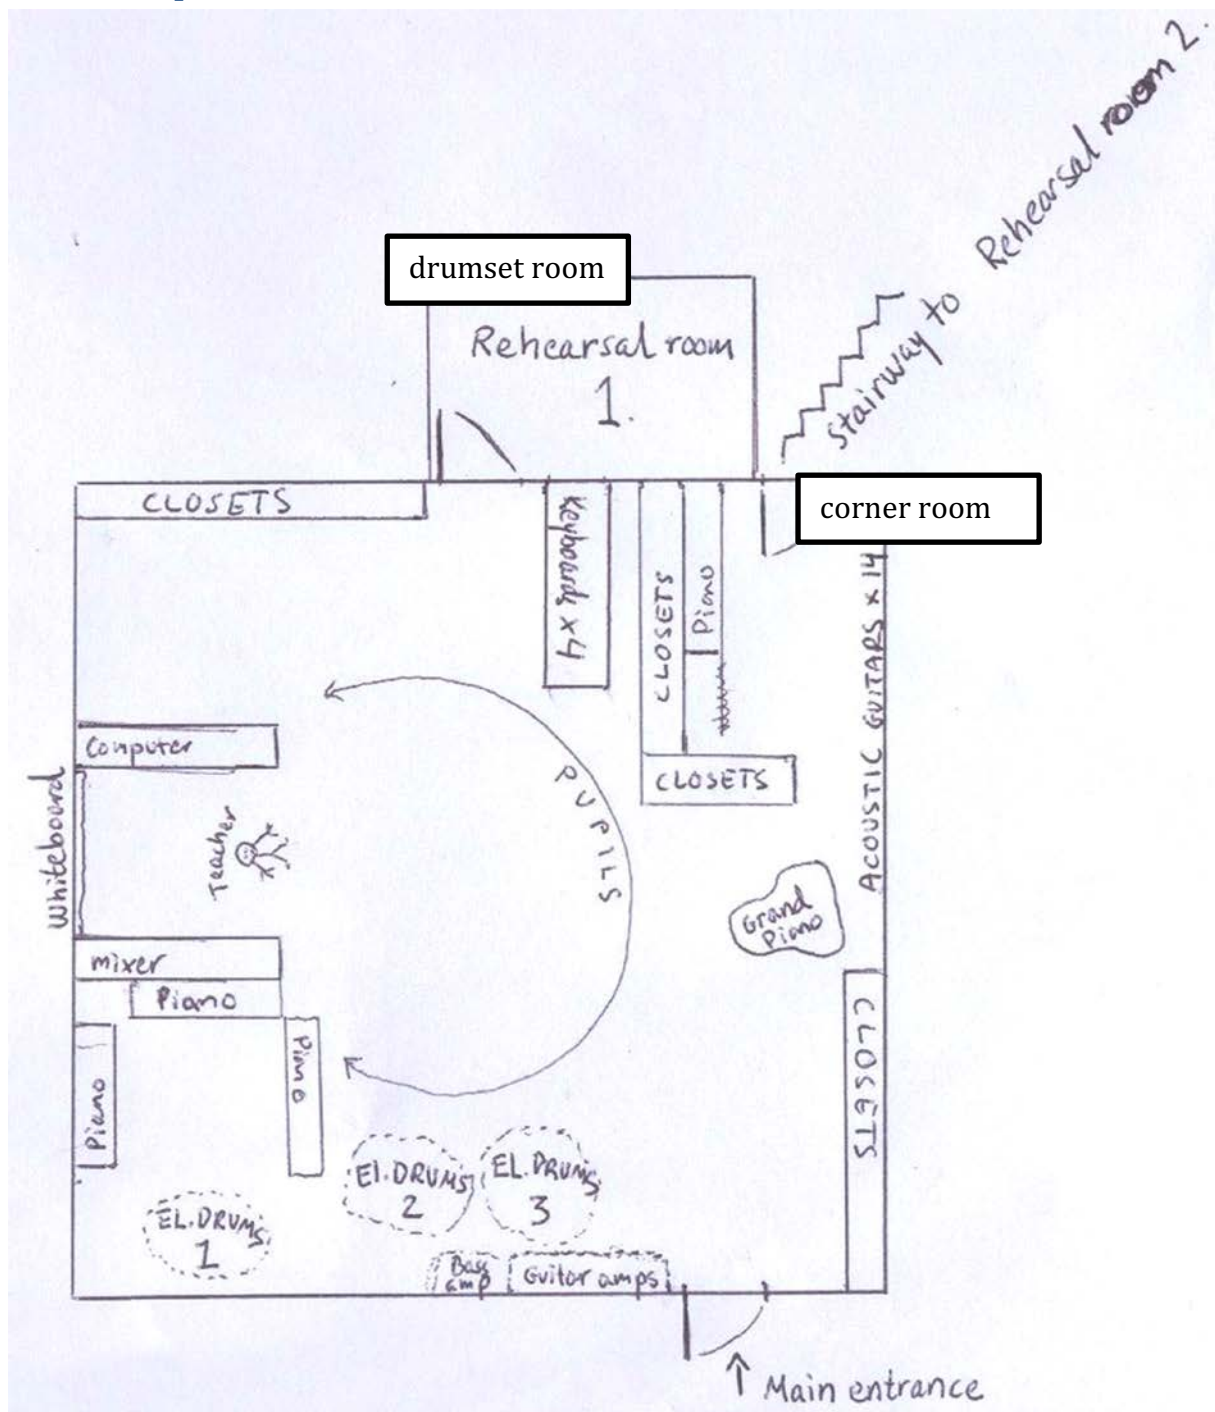 Rehearsal room 2.
Stairway to
drumset room
Rehearsal room
1.
corner room
CLOSETS
Keyboards x 4
CLOSETS
Piano
CLOSETS
ACOUSTIC GUITARS x 14
Computer
Whiteboard
Teacher
PUPILS
Grand
Piano
mixer
Piano
Piano
Piano
CLOSETS
EL.DRUMS
1
El.DRUMS
2
EL.DRUMS
3
Bass
amp
Guitar amps
Main entrance